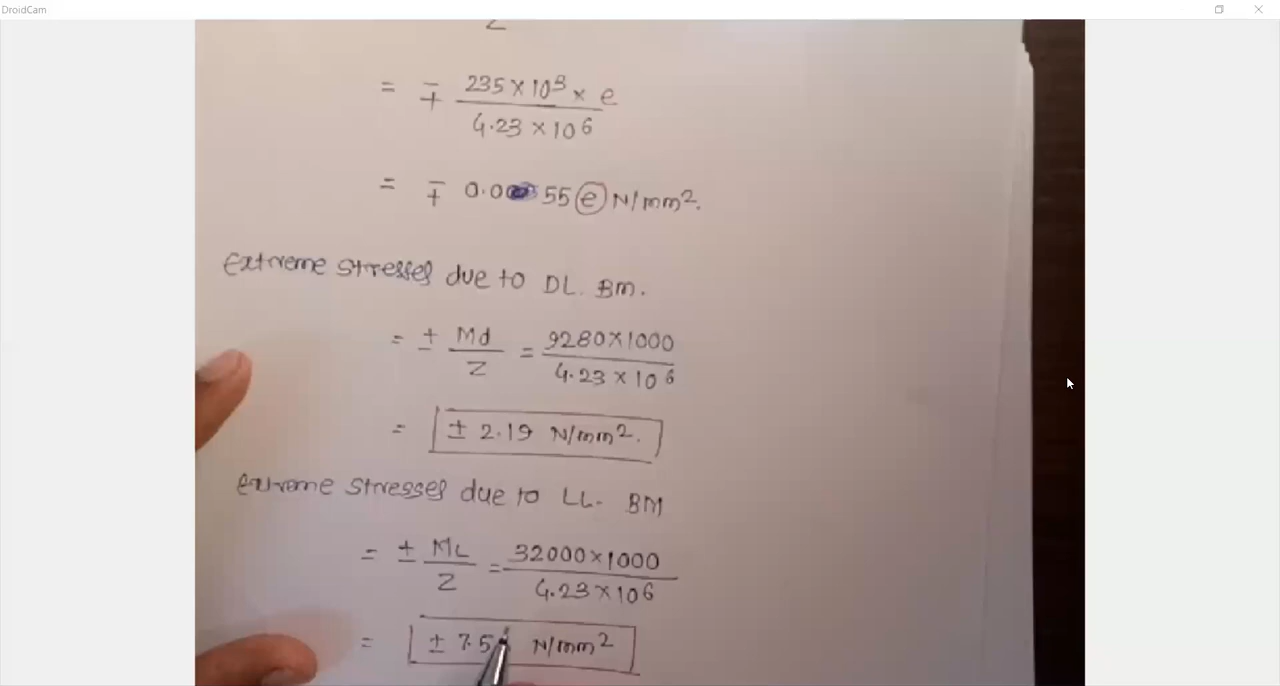 DroidCam
Z
= ∓ 235×10³ × e / 4.23 × 10⁶
= ∓ 0.0 55 e N/mm².
Extreme stresses due to DL. BM.
= ± Md / Z = 9280×1000 / 4.23 × 10⁶
= ± 2.19 N/mm².
Extreme stresses due to LL. BM
= ± ML / Z = 32000×1000 / 4.23×10⁶
= ± 7.5 N/mm²